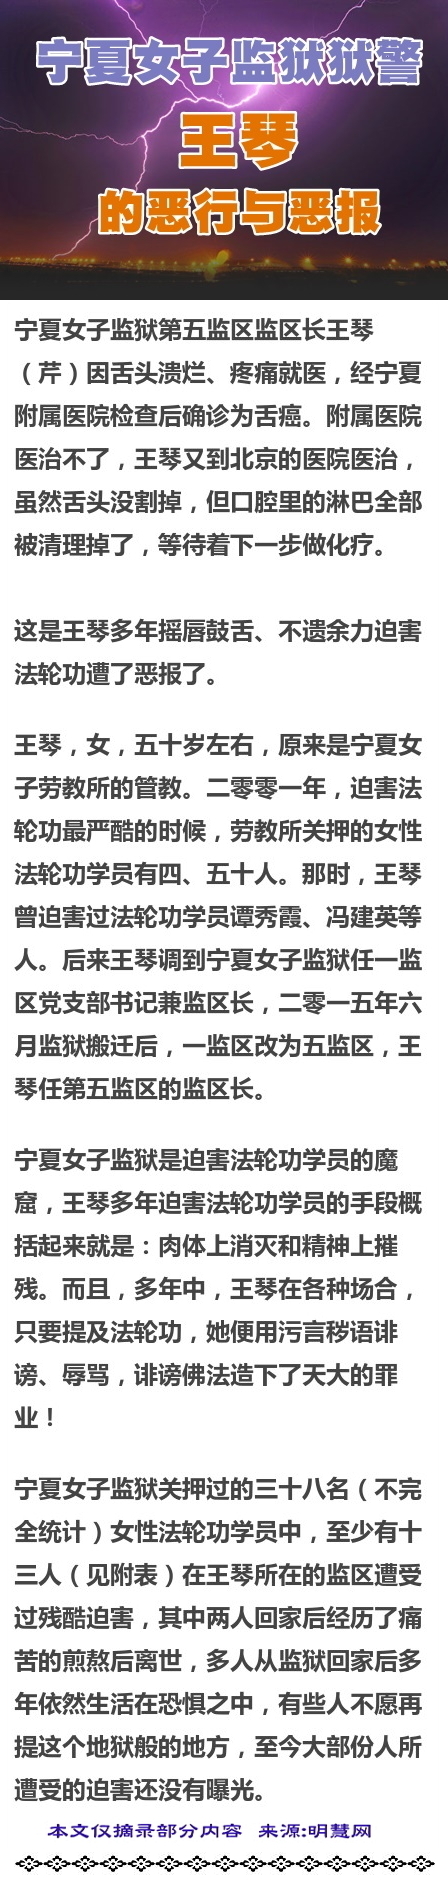 宁夏女子监狱狱警
王琴
的恶行与恶报
宁夏女子监狱第五监区监区长王琴
（芹）因舌头溃烂、疼痛就医，经宁夏
附属医院检查后确诊为舌癌。附属医院
医治不了，王琴又到北京的医院医治，
虽然舌头没割掉，但口腔里的淋巴全部
被清理掉了，等待着下一步做化疗。
这是王琴多年摇唇鼓舌、不遗余力迫害
法轮功遭了恶报了。
王琴，女，五十岁左右，原来是宁夏女
子劳教所的管教。二零零一年，迫害法
轮功最严酷的时候，劳教所关押的女性
法轮功学员有四、五十人。那时，王琴
曾迫害过法轮功学员谭秀霞、冯建英等
人。后来王琴调到宁夏女子监狱任一监
区党支部书记兼监区长，二零一五年六
月监狱搬迁后，一监区改为五监区，王
琴任第五监区的监区长。
宁夏女子监狱是迫害法轮功学员的魔
窟，王琴多年迫害法轮功学员的手段概
括起来就是：肉体上消灭和精神上摧
残。而且，多年中，王琴在各种场合，
只要提及法轮功，她便用污言秽语诽
谤、辱骂，诽谤佛法造下了天大的罪
业！
宁夏女子监狱关押过的三十八名（不完
全统计）女性法轮功学员中，至少有十
三人（见附表）在王琴所在的监区遭受
过残酷迫害，其中两人回家后经历了痛
苦的煎熬后离世，多人从监狱回家后多
年依然生活在恐惧之中，有些人不愿再
提这个地狱般的地方，至今大部份人所
遭受的迫害还没有曝光。
本文仅摘录部分内容 来源:明慧网